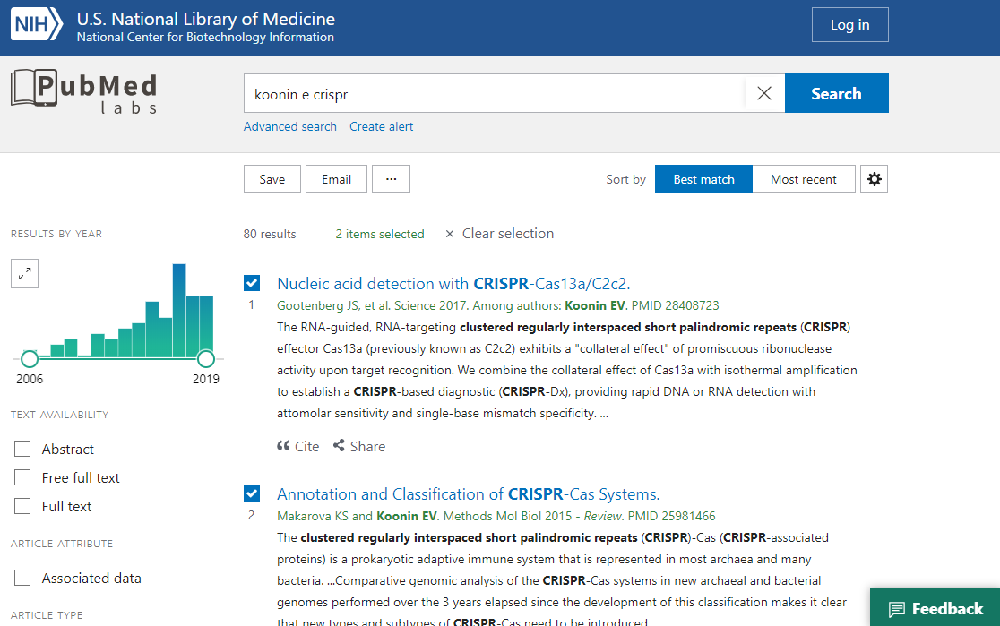 NIH
U.S. National Library of Medicine
National Center for Biotechnology Information
Log in
PubMed
labs
koonin e crispr
Search
Advanced search
Create alert
Save
Email
...
Sort by
Best match
Most recent
RESULTS BY YEAR
2006
2019
TEXT AVAILABILITY
Abstract
Free full text
Full text
ARTICLE ATTRIBUTE
Associated data
ARTICLE TYPE
80 results
2 items selected
Clear selection
Nucleic acid detection with CRISPR-Cas13a/C2c2.
1
Gootenberg JS, et al. Science 2017. Among authors: Koonin EV. PMID 28408723
The RNA-guided, RNA-targeting clustered regularly interspaced short palindromic repeats (CRISPR)
effector Cas13a (previously known as C2c2) exhibits a "collateral effect" of promiscuous ribonuclease
activity upon target recognition. We combine the collateral effect of Cas13a with isothermal amplification
to establish a CRISPR-based diagnostic (CRISPR-Dx), providing rapid DNA or RNA detection with
attomolar sensitivity and single-base mismatch specificity. ...
Cite
Share
Annotation and Classification of CRISPR-Cas Systems.
2
Makarova KS and Koonin EV. Methods Mol Biol 2015 - Review. PMID 25981466
The clustered regularly interspaced short palindromic repeats (CRISPR)-Cas (CRISPR-associated
proteins) is a prokaryotic adaptive immune system that is represented in most archaea and many
bacteria. ...Comparative genomic analysis of the CRISPR-Cas systems in new archaeal and bacterial
genomes performed over the 3 years elapsed since the development of this classification makes it clear
that new types and subtypes of CRISPR-Cas need to be introduced.
Feedback